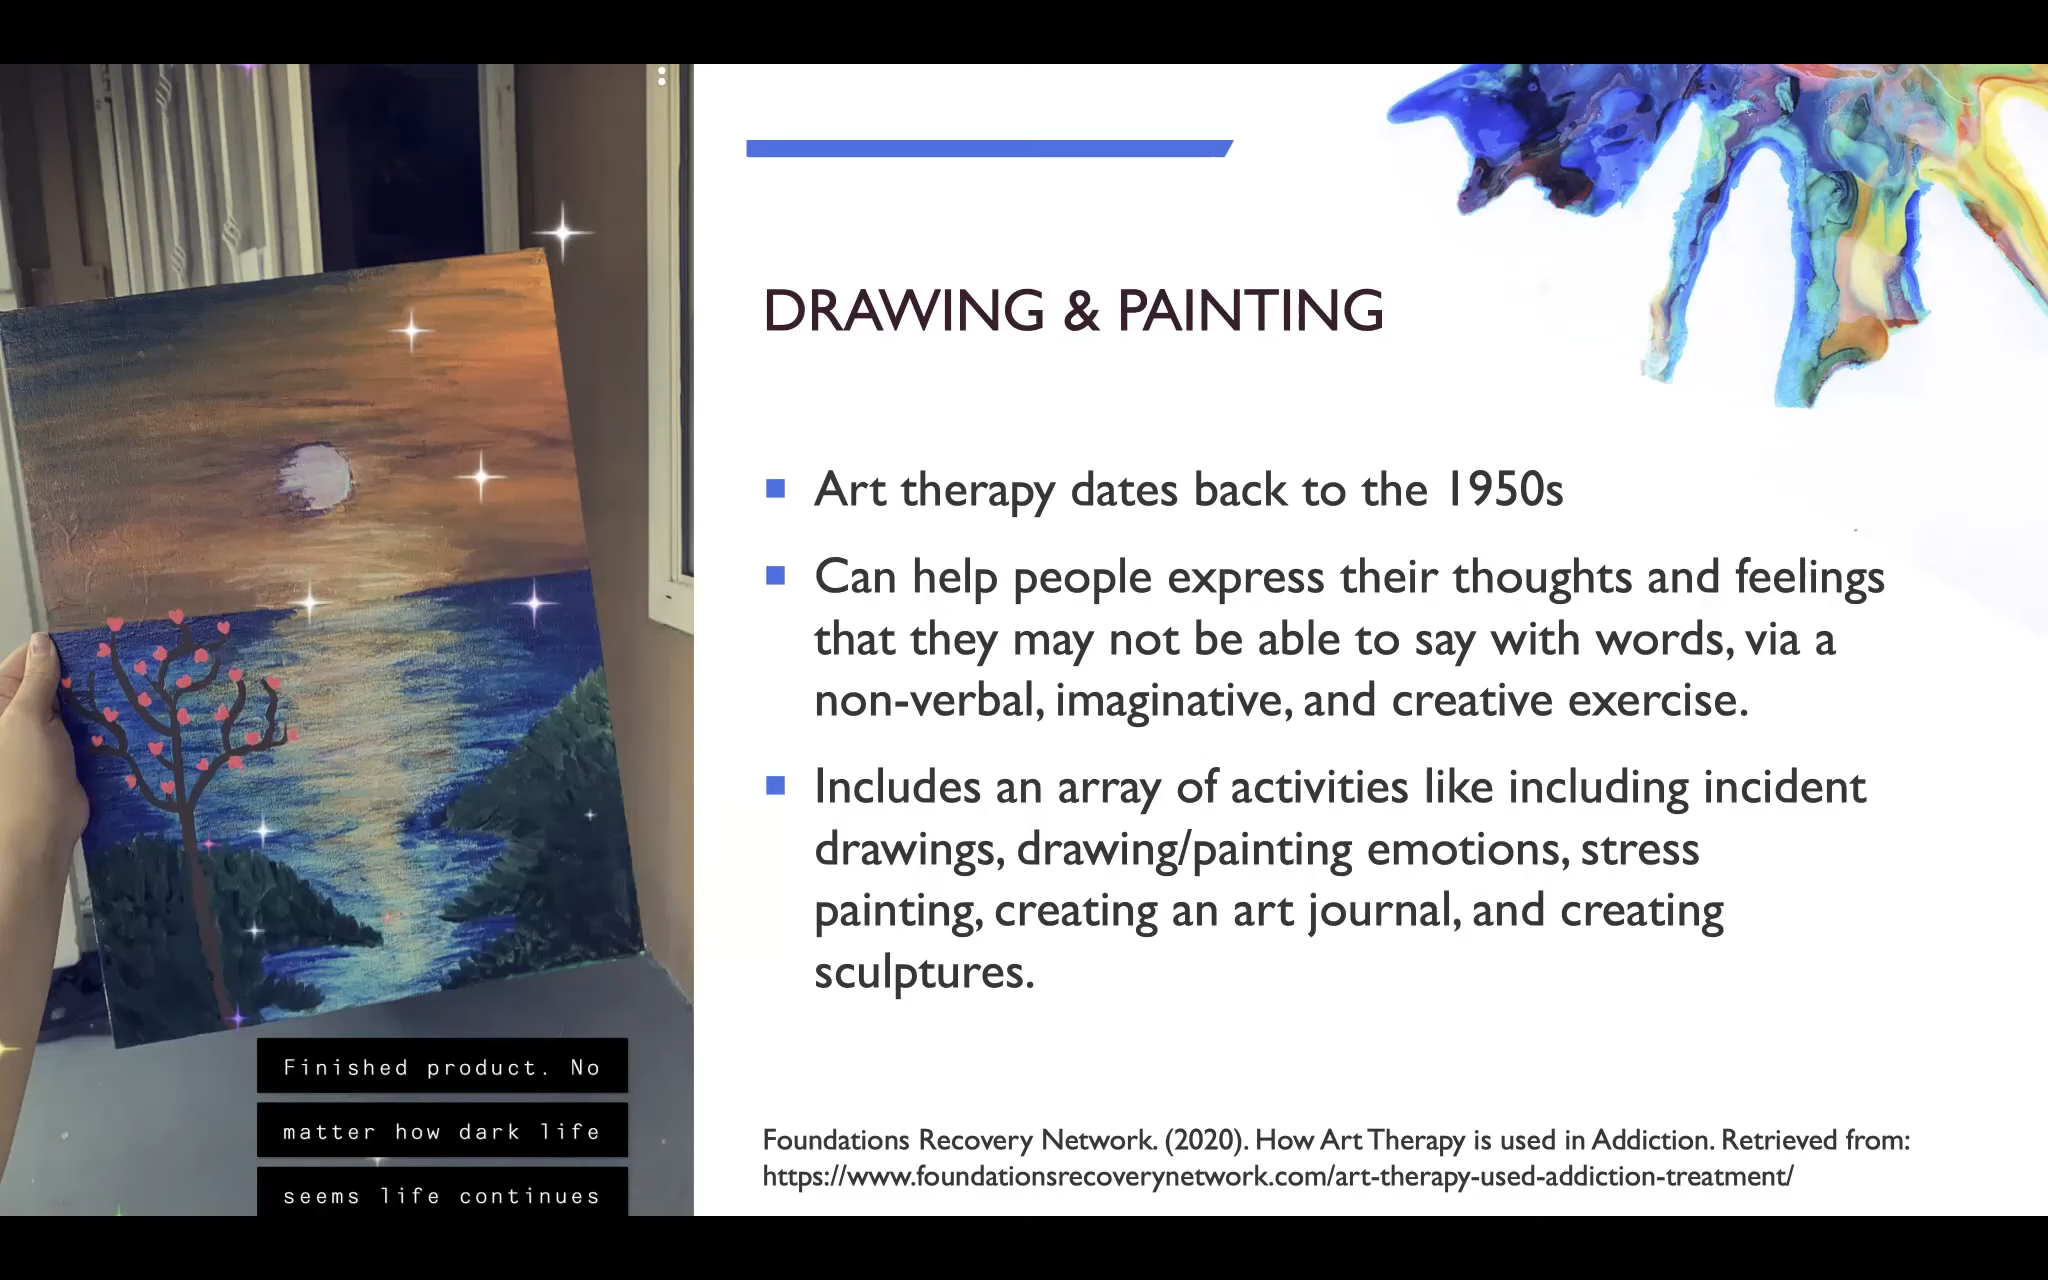 DRAWING & PAINTING
Art therapy dates back to the 1950s
Can help people express their thoughts and feelings
that they may not be able to say with words, via a
non-verbal, imaginative, and creative exercise.
Includes an array of activities like including incident
drawings, drawing/painting emotions, stress
painting, creating an art journal, and creating
sculptures.
Foundations Recovery Network. (2020). How Art Therapy is used in Addiction. Retrieved from:
https://www.foundationsrecoverynetwork.com/art-therapy-used-addiction-treatment/
Finished product. No
matter how dark life
seems life continues